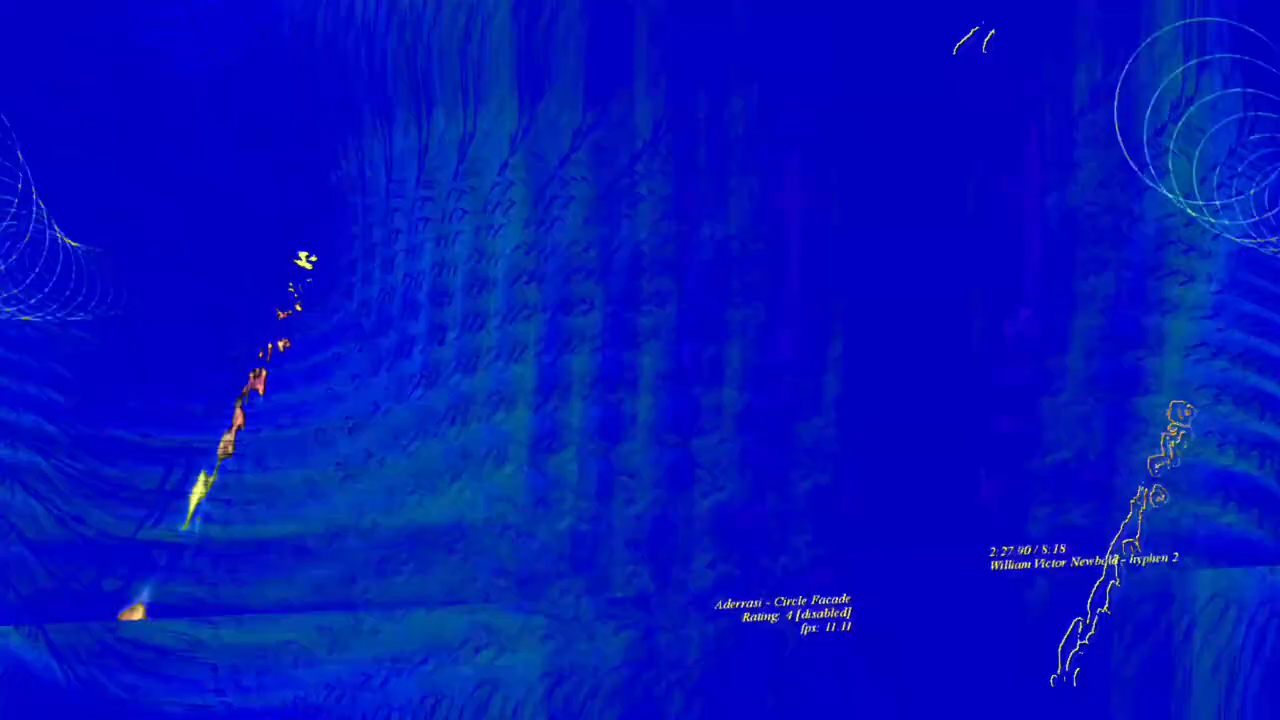 2:27.90 / 8:18
William Victor Newbold - hyphen 2
Aderrasi - Circle Facade
Rating: 4 [disabled]
fps: 11.11